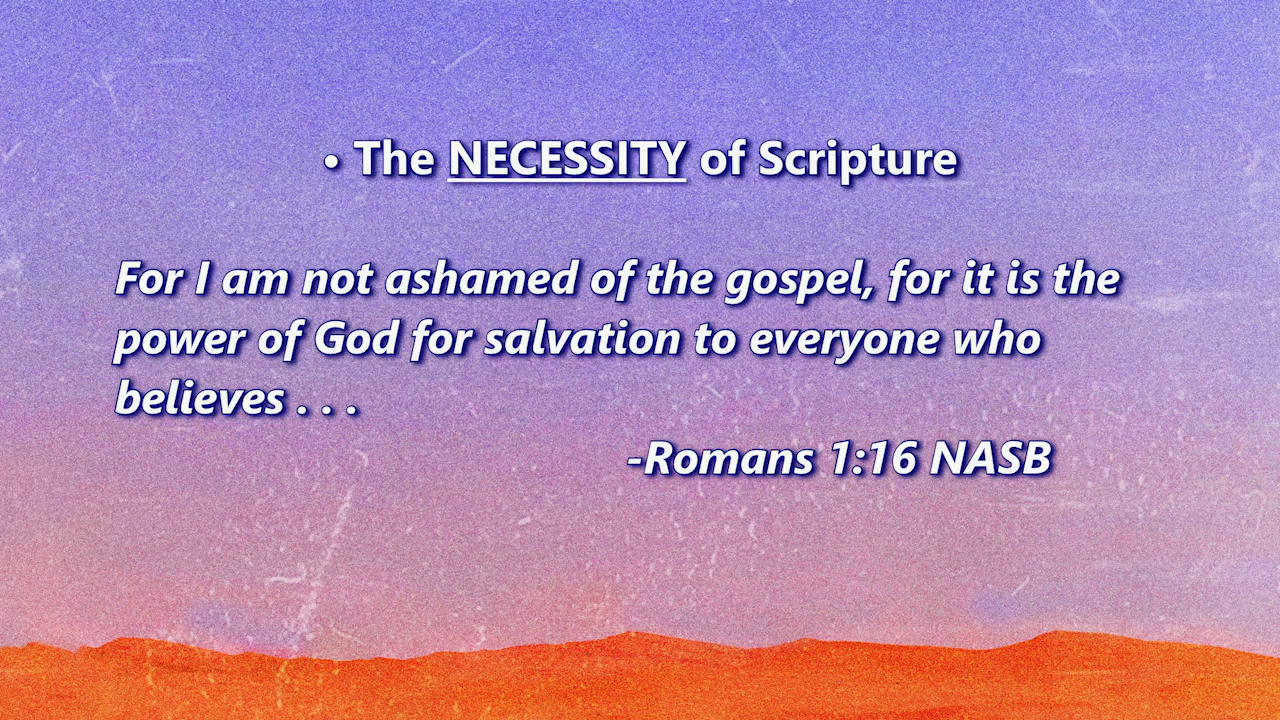 • The NECESSITY of Scripture
For I am not ashamed of the gospel, for it is the
power of God for salvation to everyone who
believes . . .
-Romans 1:16 NASB